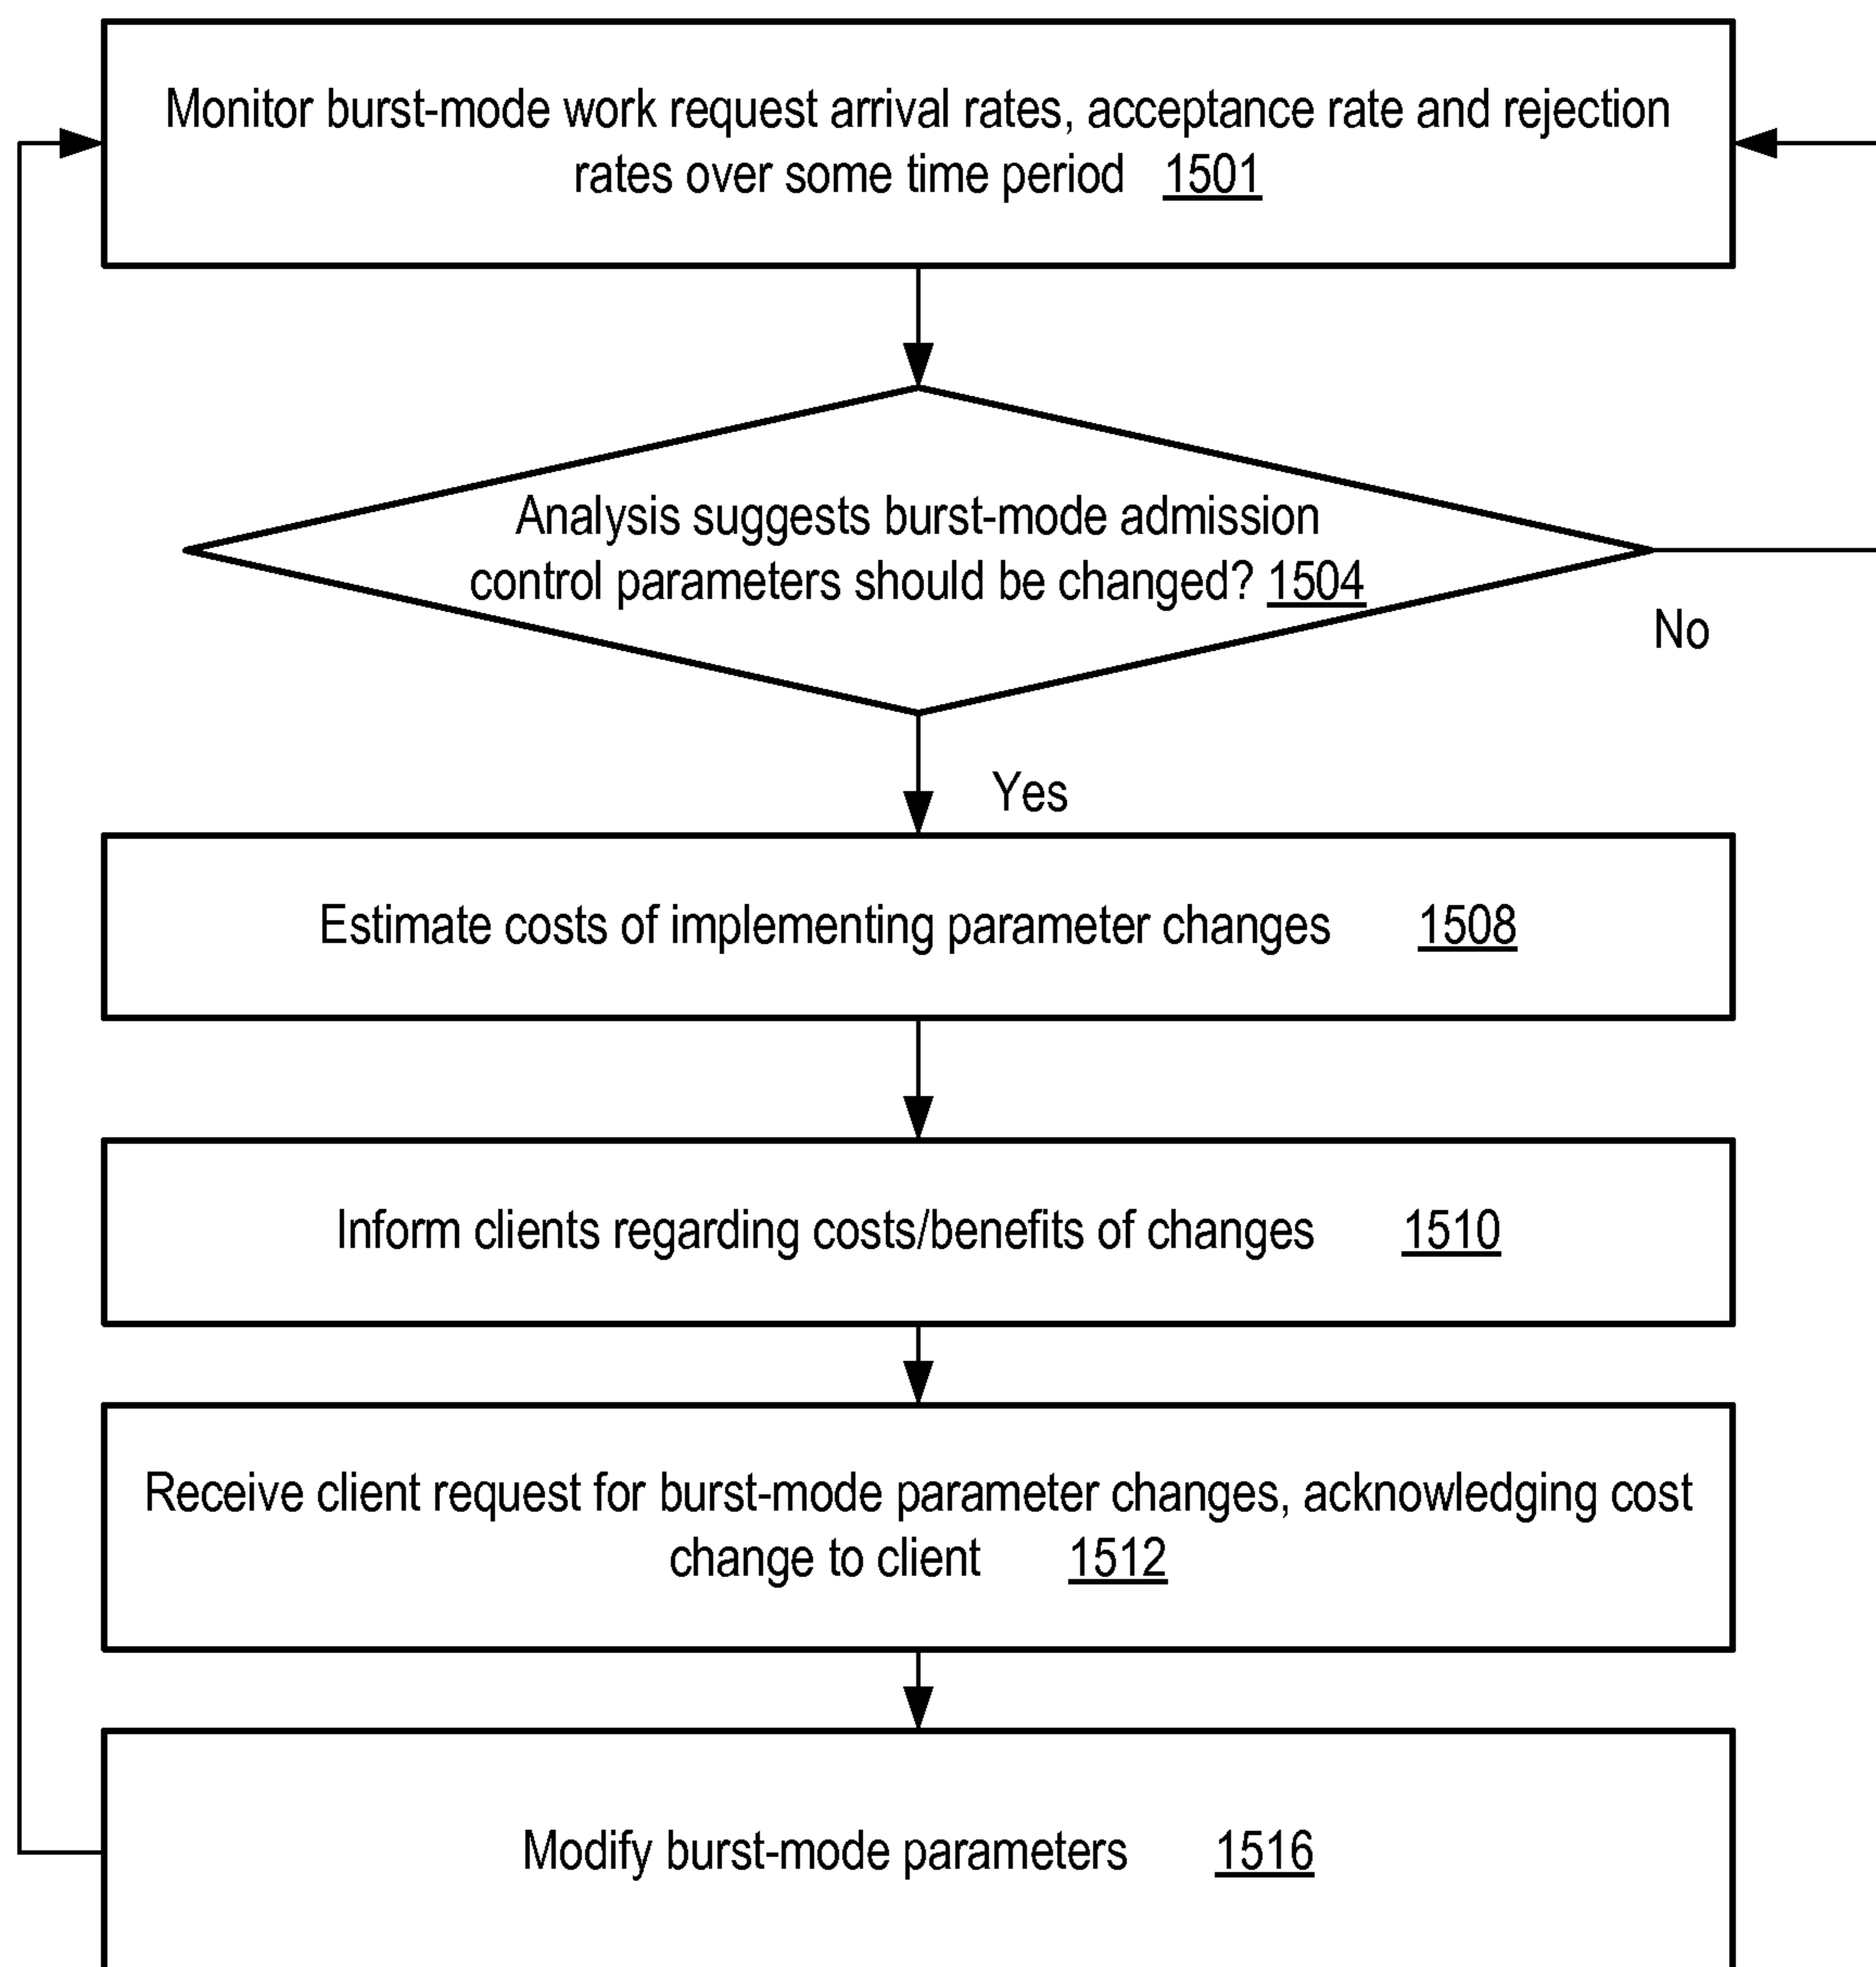 Monitor burst-mode work request arrival rates, acceptance rate and rejection
rates over some time period 1501
Analysis suggests burst-mode admission
control parameters should be changed? 1504
No
Yes
Estimate costs of implementing parameter changes 1508
Inform clients regarding costs/benefits of changes 1510
Receive client request for burst-mode parameter changes, acknowledging cost
change to client 1512
Modify burst-mode parameters 1516